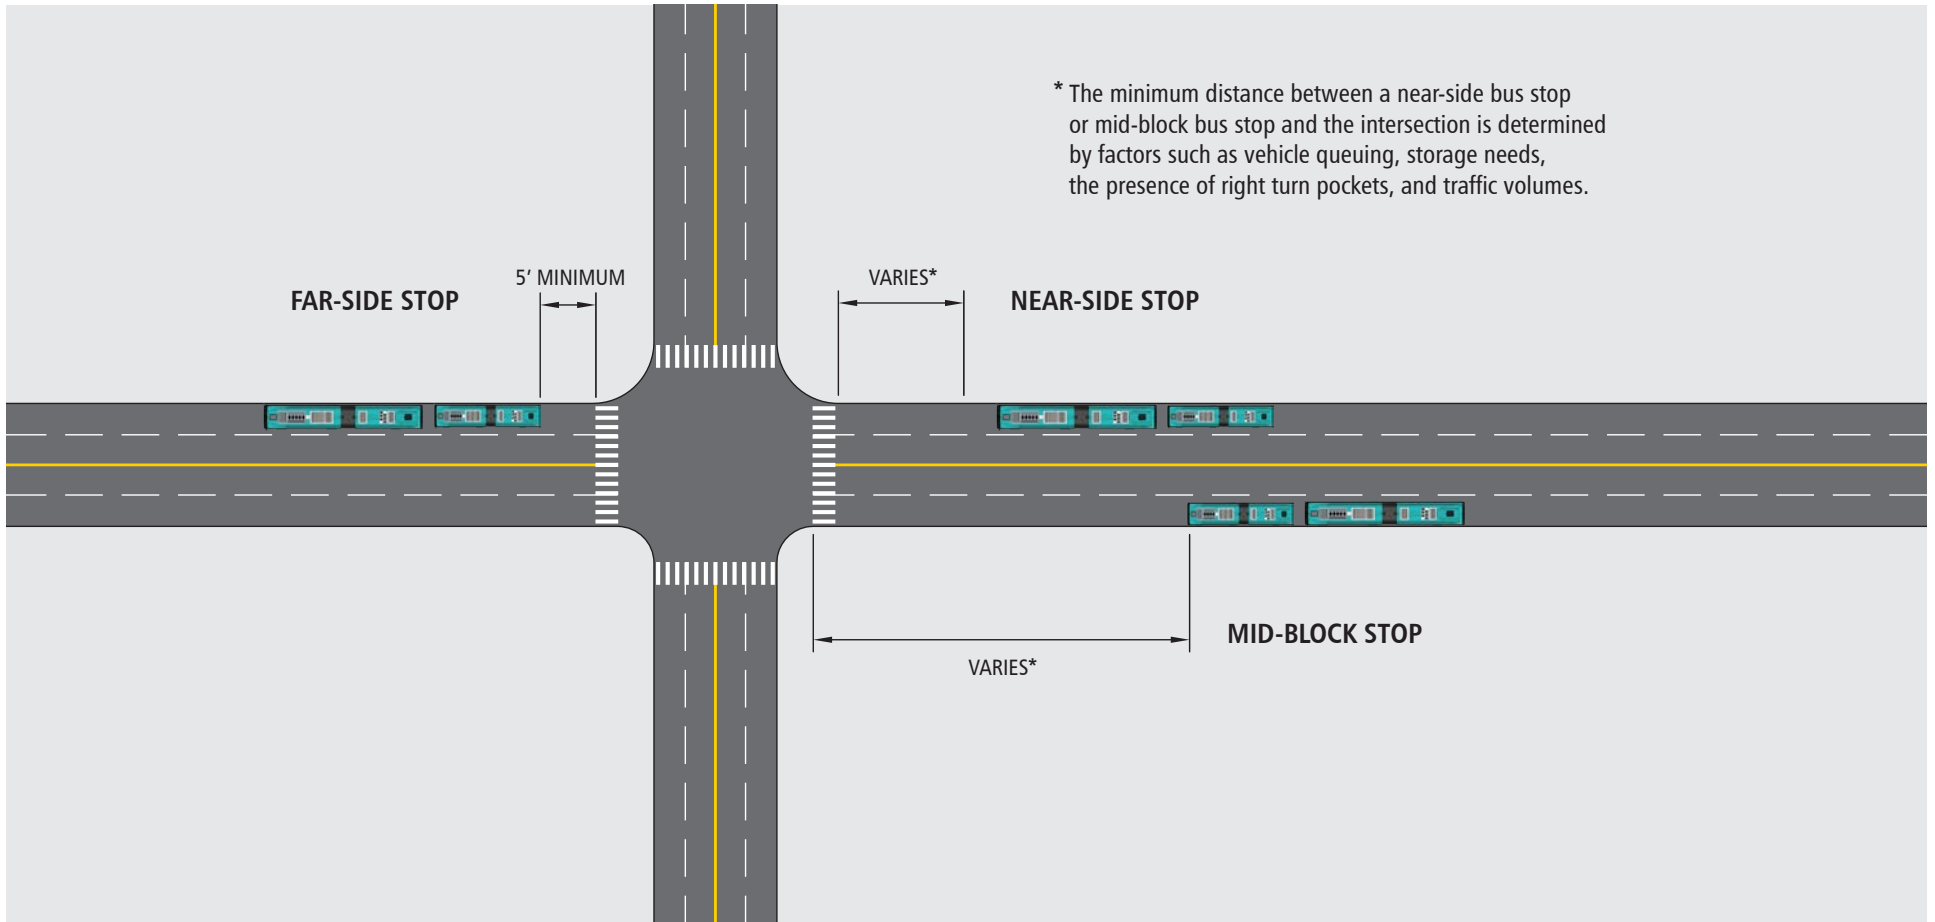 * The minimum distance between a near-side bus stop
or mid-block bus stop and the intersection is determined
by factors such as vehicle queuing, storage needs,
the presence of right turn pockets, and traffic volumes.
5’ MINIMUM
FAR-SIDE STOP
VARIES*
NEAR-SIDE STOP
MID-BLOCK STOP
VARIES*